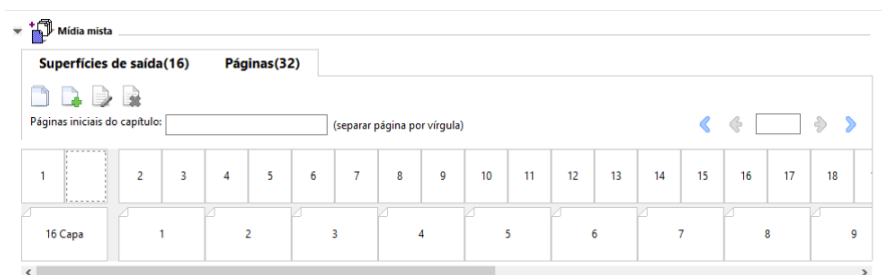 Mídia mista
Superfícies de saída(16) Páginas(32)
Páginas iniciais do capítulo: (separar página por vírgula)
1 2 3 4 5 6 7 8 9 10 11 12 13 14 15 16 17 18
16 Capa 1 2 3 4 5 6 7 8 9